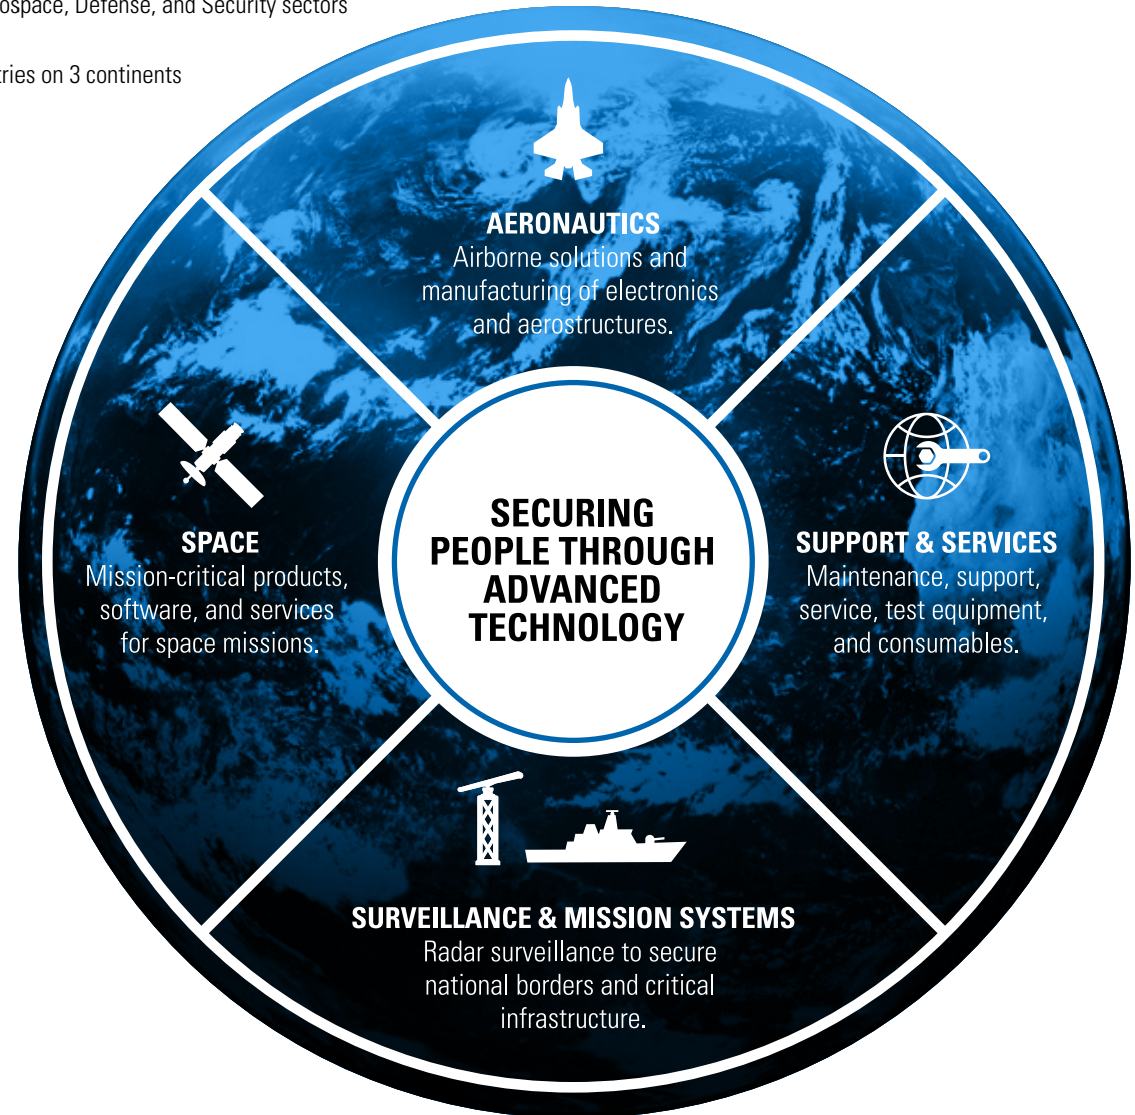 ospace, Defense, and Security sectors
tries on 3 continents
AERONAUTICS
Airborne solutions and
manufacturing of electronics
and aerostructures.
SPACE
Mission-critical products,
software, and services
for space missions.
SECURING
PEOPLE THROUGH
ADVANCED
TECHNOLOGY
SUPPORT & SERVICES
Maintenance, support,
service, test equipment,
and consumables.
SURVEILLANCE & MISSION SYSTEMS
Radar surveillance to secure
national borders and critical
infrastructure.